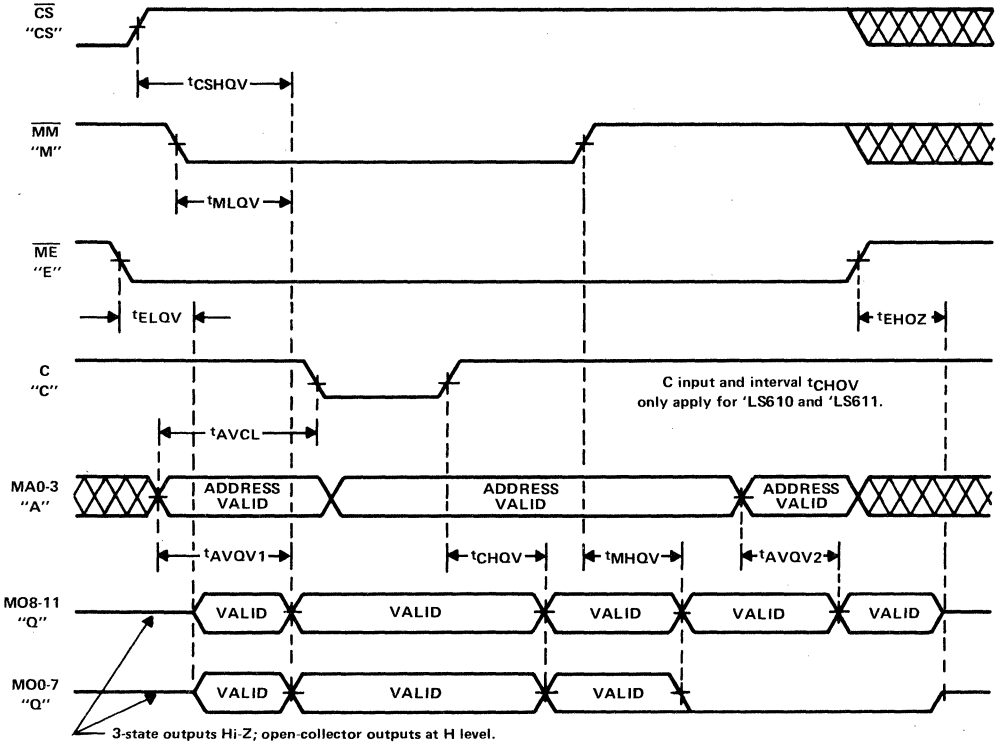 CS
"CS"
tCSHQV
MM
"M"
tMLQV
ME
"E"
tELQV
tEHOZ
C
"C"
C input and interval tCHOV
only apply for 'LS610 and 'LS611.
tAVCL
MA0-3
"A"
ADDRESS
VALID
ADDRESS
VALID
ADDRESS
VALID
tAVQV1
tCHQV
tMHQV
tAVQV2
MO8-11
"Q"
VALID
VALID
VALID
VALID
VALID
MO0-7
"Q"
VALID
VALID
VALID
3-state outputs Hi-Z; open-collector outputs at H level.